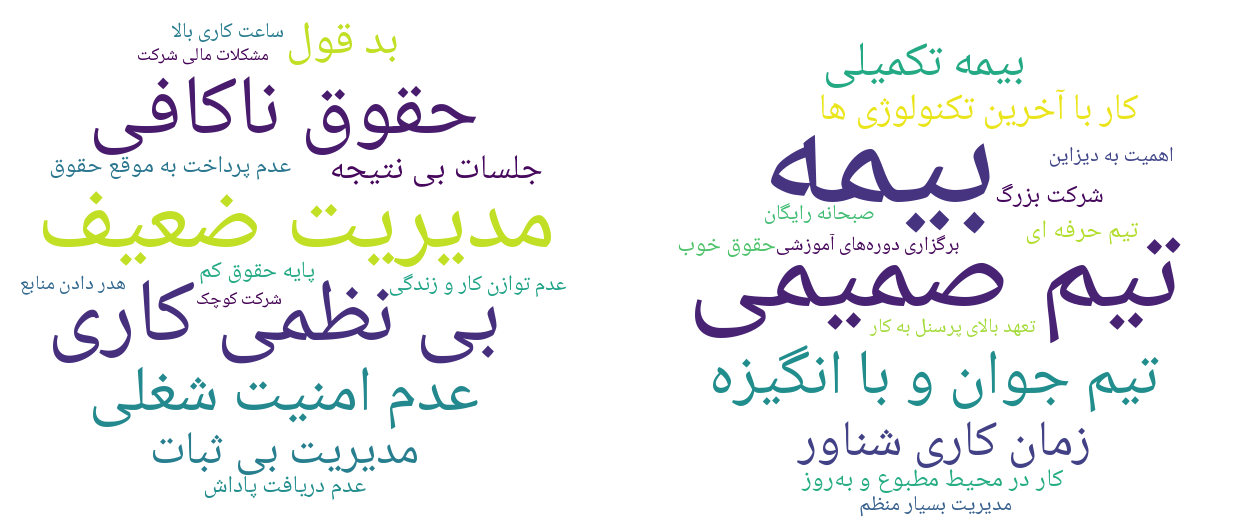 ساعت کاری بالا
بد قول
مشکلات مالی شرکت
حقوق ناکافی
عدم پرداخت به موقع حقوق
جلسات بی نتیجه
مدیریت ضعیف
پایه حقوق کم
عدم توازن کار و زندگی
هدر دادن منابع
شرکت کوچک
بی نظمی کاری
عدم امنیت شغلی
مدیریت بی ثبات
عدم دریافت پاداش
بیمه تکمیلی
کار با آخرین تکنولوژی ها
بیمه
اهمیت به دیزاین
شرکت بزرگ
صبحانه رایگان
تیم حرفه ای
برگزاری دوره‌های آموزشی
حقوق خوب
تیم صمیمی
تعهد بالای پرسنل به کار
تیم جوان و با انگیزه
زمان کاری شناور
کار در محیط مطبوع و به‌روز
مدیریت بسیار منظم